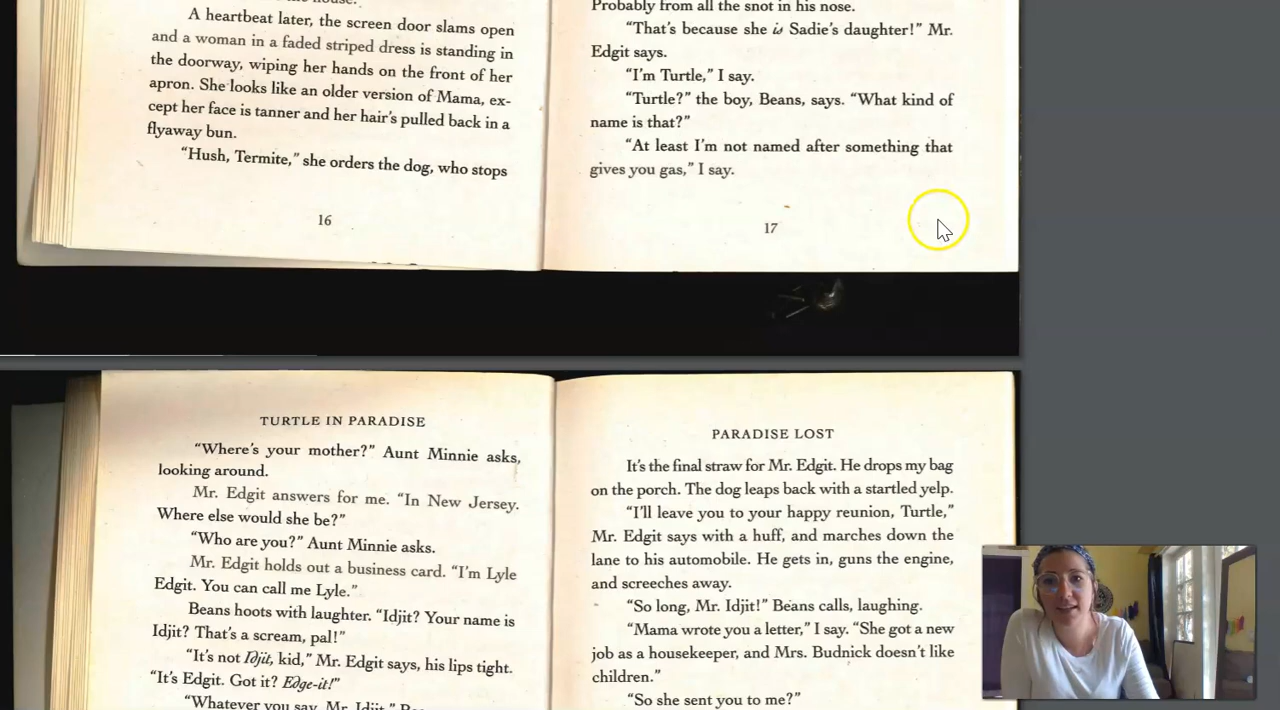 house.
A heartbeat later, the screen door slams open
and a woman in a faded striped dress is standing in
the doorway, wiping her hands on the front of her
apron. She looks like an older version of Mama, ex-
cept her face is tanner and her hair's pulled back in a
flyaway bun.
"Hush, Termite," she orders the dog, who stops
16
Probably from all the snot in his nose.
"That's because she is Sadie's daughter!" Mr.
Edgit says.
"I'm Turtle," I say.
"Turtle?" the boy, Beans, says. "What kind of
name is that?"
"At least I'm not named after something that
gives you gas," I say.
17
TURTLE IN PARADISE
"Where's your mother?" Aunt Minnie asks,
looking around.
Mr. Edgit answers for me. "In New Jersey.
Where else would she be?"
"Who are you?" Aunt Minnie asks.
Mr. Edgit holds out a business card. "I'm Lyle
Edgit. You can call me Lyle."
Beans hoots with laughter. "Idjit? Your name is
Idjit? That's a scream, pal!"
"It's not Idjit, kid," Mr. Edgit says, his lips tight.
"It's Edgit. Got it? Edge-it!"
"Whatever you say, Mr. Idjit,"
PARADISE LOST
It's the final straw for Mr. Edgit. He drops my bag
on the porch. The dog leaps back with a startled yelp.
"I'll leave you to your happy reunion, Turtle,"
Mr. Edgit says with a huff, and marches down the
lane to his automobile. He gets in, guns the engine,
and screeches away.
"So long, Mr. Idjit!" Beans calls, laughing.
"Mama wrote you a letter," I say. "She got a new
job as a housekeeper, and Mrs. Budnick doesn't like
children."
"So she sent you to me?"